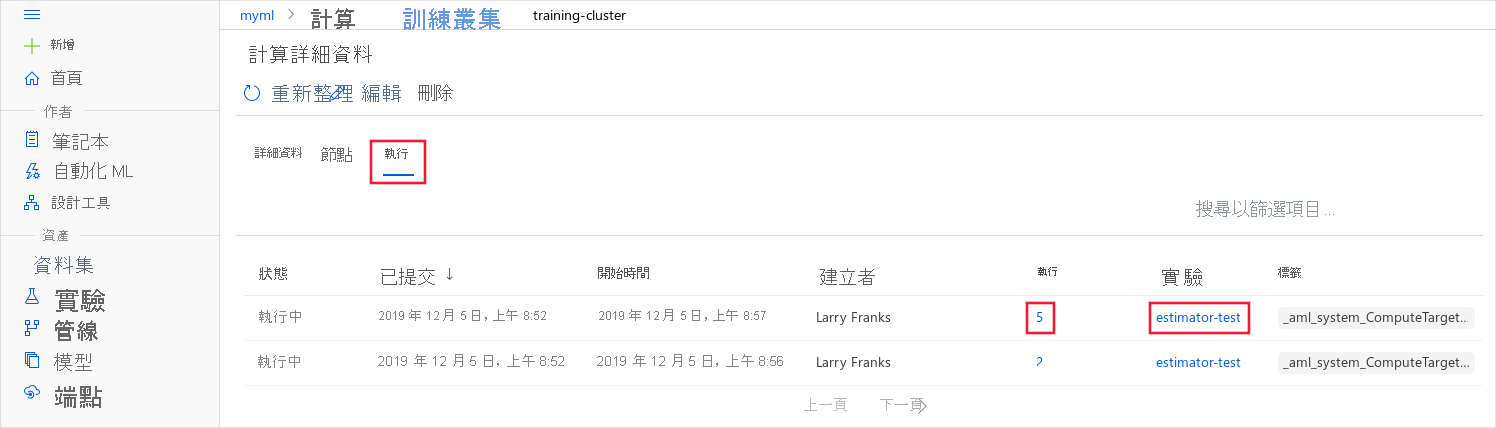 myml 計算 訓練叢集 training-cluster
新增
首頁
作者
筆記本
自動化 ML
設計工具
資產
資料集
實驗
管線
模型
端點
計算詳細資料
重新整理 編輯 刪除
詳細資料 節點 執行
搜尋以篩選項目...
狀態 已提交 ↓ 開始時間 建立者 執行 實驗 標籤
執行中 2019 年 12 月 5 日，上午 8:52 2019 年 12 月 5 日，上午 8:57 Larry Franks 5 estimator-test _aml_system_ComputeTarget...
執行中 2019 年 12 月 5 日，上午 8:52 2019 年 12 月 5 日，上午 8:56 Larry Franks estimator-test _aml_system_ComputeTarget...
上一頁 下一頁